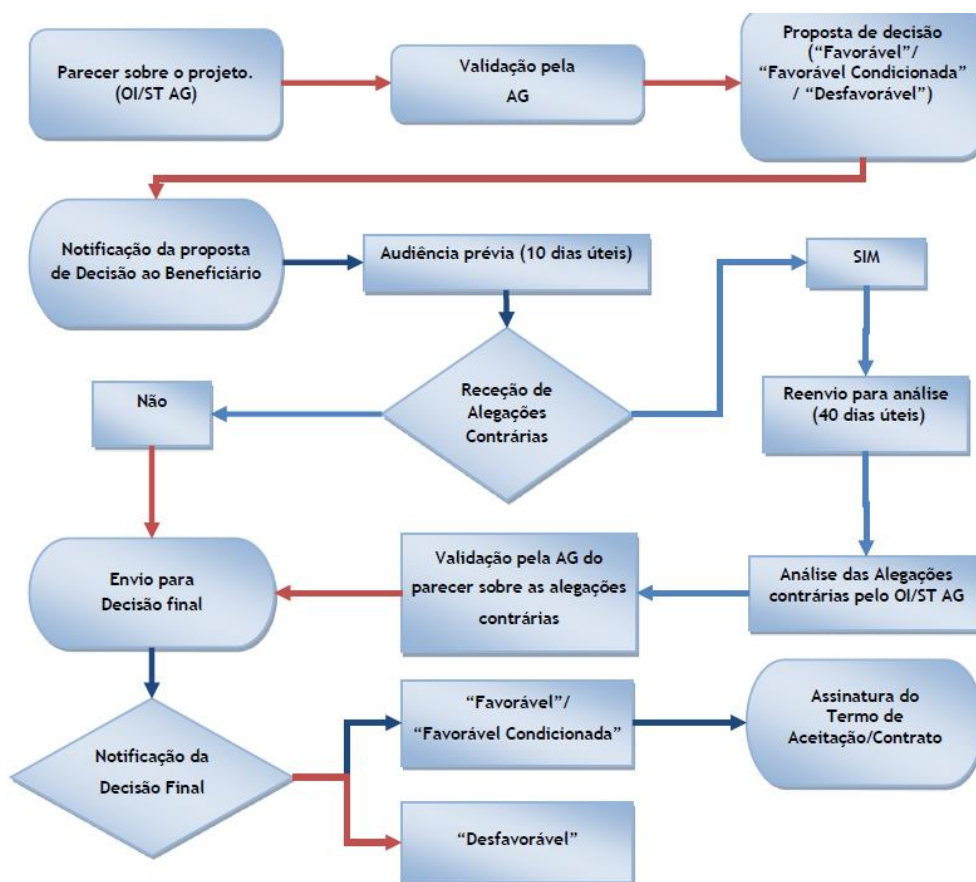 Parecer sobre o projeto.
(OI/ST AG)
Validação pela
AG
Proposta de decisão
(“Favorável”/
“Favorável Condicionada”
/ “Desfavorável”)
Notificação da proposta
de Decisão ao Beneficiário
Audiência prévia (10 dias úteis)
SIM
Receção de
Alegações
Contrárias
Não
Reenvio para análise
(40 dias úteis)
Envio para
Decisão final
Validação pela AG do
parecer sobre as alegações
contrárias
Análise das Alegações
contrárias pelo OI/ST AG
Notificação da
Decisão Final
“Favorável”/
“Favorável Condicionada”
Assinatura do
Termo de
Aceitação/Contrato
“Desfavorável”